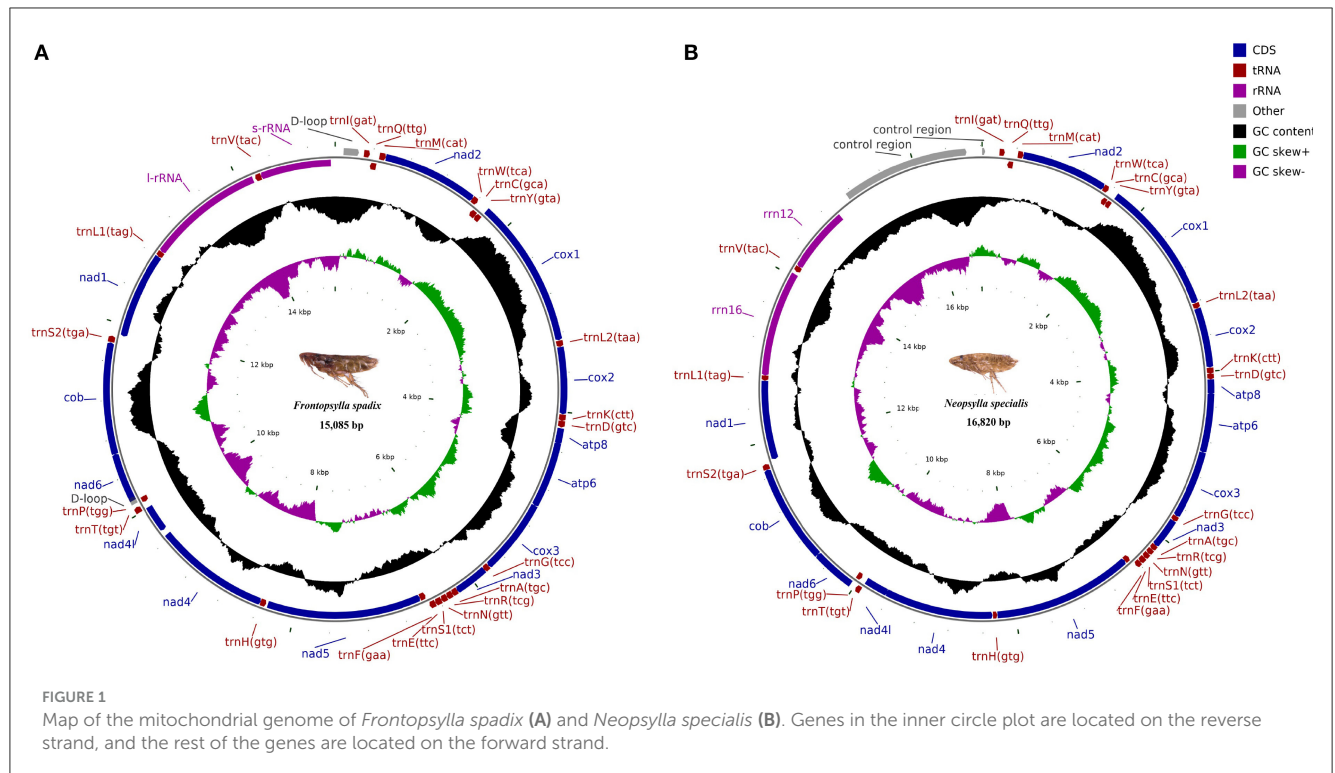 A
D-loop
trnI(gat)
trnQ(ttg)
trnM(cat)
nad2
trnW(tca)
trnC(gca)
trnY(gta)
cox1
trnL2(taa)
cox2
trnK(ctt)
trnD(gtc)
atp8
atp6
cox3
trnG(tcc)
nad3
trnA(tgc)
trnR(tcg)
trnN(gtt)
trnS1(tct)
trnE(ttc)
trnF(gaa)
nad5
trnH(gtg)
nad4
nad4l
trnT(tgt)
trnP(tgg)
D-loop
nad6
cob
trnS2(tga)
nad1
trnL1(tag)
l-rRNA
trnV(tac)
s-rRNA
2 kbp
4 kbp
6 kbp
8 kbp
10 kbp
12 kbp
14 kbp
Frontopsylla spadix
15,085 bp
B
control region
control region
trnI(gat)
trnQ(ttg)
trnM(cat)
nad2
trnW(tca)
trnC(gca)
trnY(gta)
cox1
trnL2(taa)
cox2
trnK(ctt)
trnD(gtc)
atp8
atp6
cox3
trnG(tcc)
nad3
trnA(tgc)
trnR(tcg)
trnN(gtt)
trnS1(tct)
trnE(ttc)
trnF(gaa)
nad5
trnH(gtg)
nad4
nad4l
trnT(tgt)
trnP(tgg)
nad6
cob
trnS2(tga)
nad1
trnL1(tag)
rrn16
trnV(tac)
rrn12
2 kbp
4 kbp
6 kbp
8 kbp
10 kbp
12 kbp
14 kbp
16 kbp
Neopsylla specialis
16,820 bp
CDS
tRNA
rRNA
Other
GC content
GC skew+
GC skew-
FIGURE 1
Map of the mitochondrial genome of Frontopsylla spadix (A) and Neopsylla specialis (B). Genes in the inner circle plot are located on the reverse
strand, and the rest of the genes are located on the forward strand.